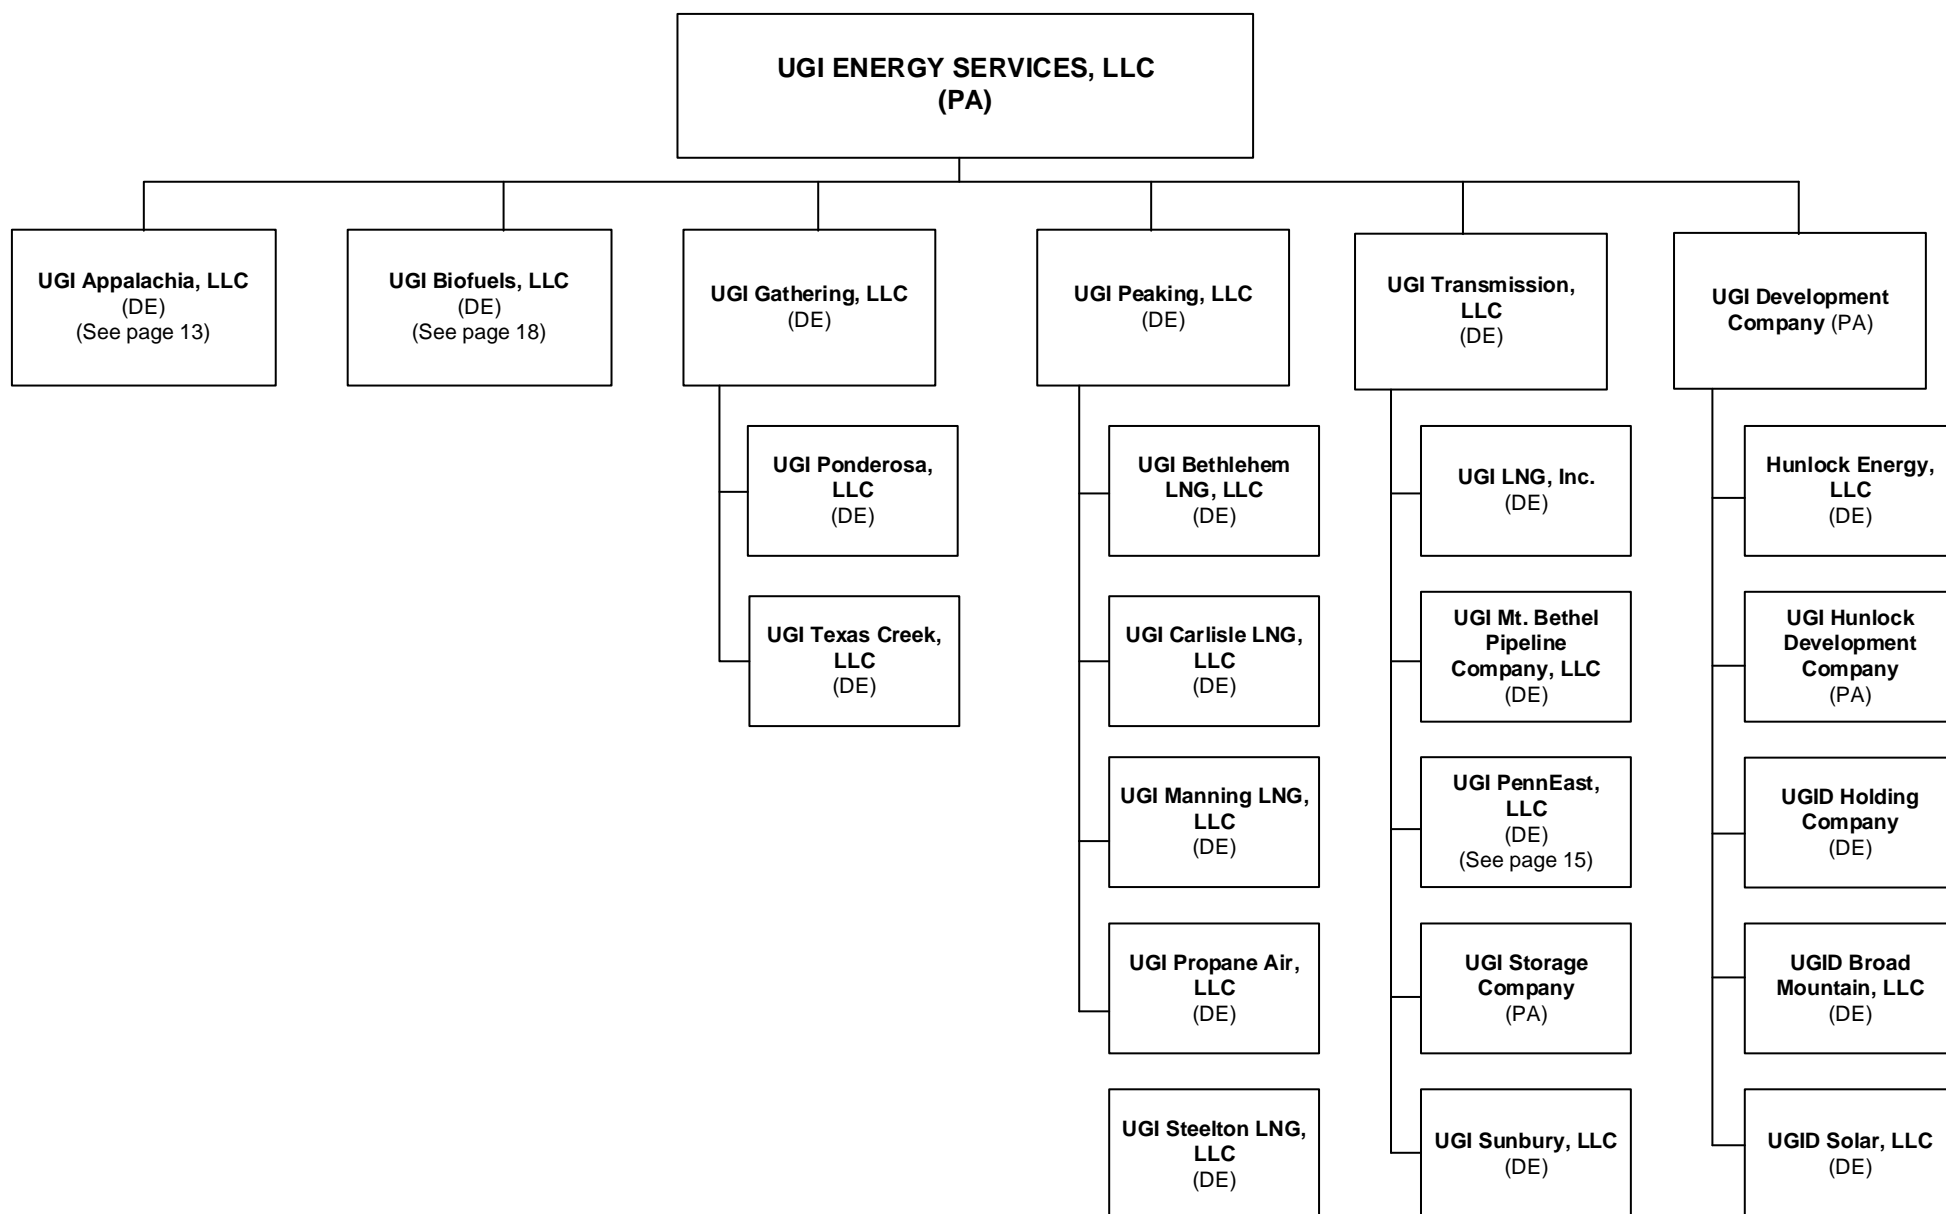 UGI ENERGY SERVICES, LLC
(PA)
UGI Appalachia, LLC
(DE)
(See page 13)
UGI Biofuels, LLC
(DE)
(See page 18)
UGI Gathering, LLC
(DE)
UGI Peaking, LLC
(DE)
UGI Transmission,
LLC
(DE)
UGI Development
Company (PA)
UGI Ponderosa,
LLC
(DE)
UGI Texas Creek,
LLC
(DE)
UGI Bethlehem
LNG, LLC
(DE)
UGI Carlisle LNG,
LLC
(DE)
UGI Manning LNG,
LLC
(DE)
UGI Propane Air,
LLC
(DE)
UGI Steelton LNG,
LLC
(DE)
UGI LNG, Inc.
(DE)
UGI Mt. Bethel
Pipeline
Company, LLC
(DE)
UGI PennEast,
LLC
(DE)
(See page 15)
UGI Storage
Company
(PA)
UGI Sunbury, LLC
(DE)
Hunlock Energy,
LLC
(DE)
UGI Hunlock
Development
Company
(PA)
UGID Holding
Company
(DE)
UGID Broad
Mountain, LLC
(DE)
UGID Solar, LLC
(DE)